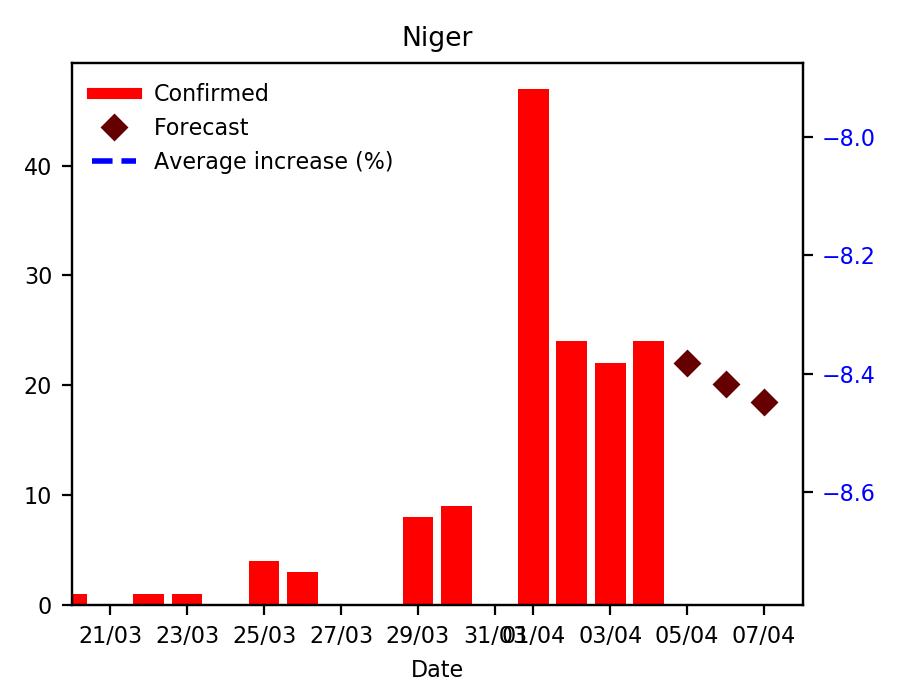 Niger
Confirmed
Forecast
Average increase (%)
40
30
20
10
0
−8.0
−8.2
−8.4
−8.6
21/03 23/03 25/03 27/03 29/03 31/03 01/04 03/04 05/04 07/04
Date